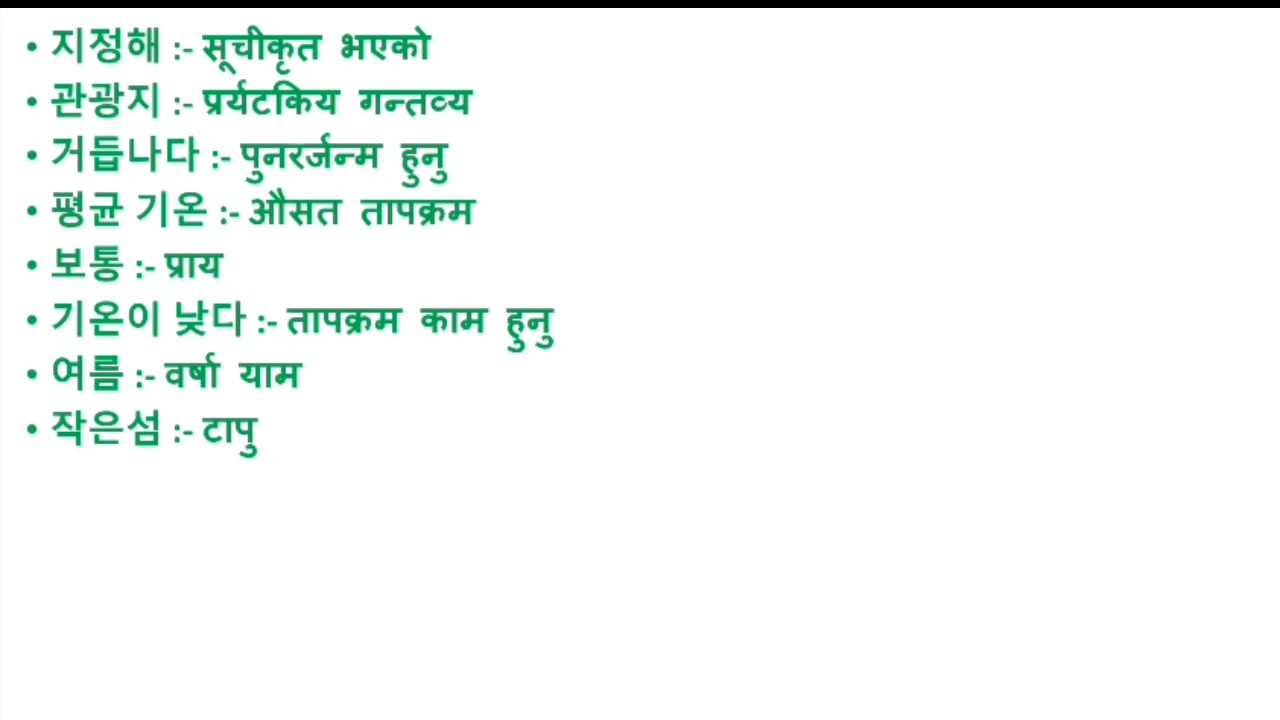 • 지정해 :- सूचीकृत भएको
• 관광지 :- प्रर्यटकिय गन्तव्य
• 거듭나다 :- पुनरर्जन्म हुनु
• 평균 기온 :- औसत तापक्रम
• 보통 :- प्राय
• 기온이 낮다 :- तापक्रम काम हुनु
• 여름 :- वर्षा याम
• 작은섬 :- टापु